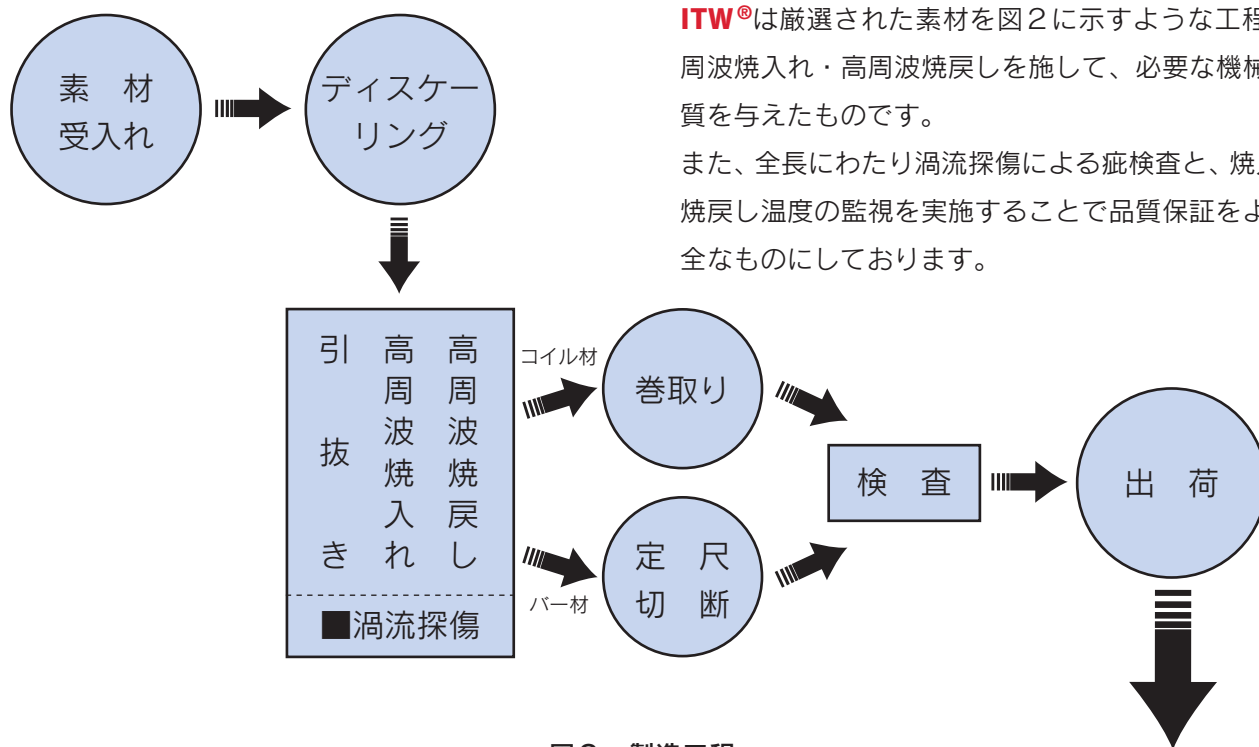 ITW®は厳選された素材を図2に示すような工程
周波焼入れ・高周波焼戻しを施して、必要な機械
質を与えたものです。
また、全長にわたり渦流探傷による疵検査と、焼
焼戻し温度の監視を実施することで品質保証をよ
全なものにしております。
素 材
受入れ
ディスケー
リング
引抜き
高周波焼入れ
高周波焼戻し
■渦流探傷
コイル材
巻取り
バー材
定 尺
切 断
検 査
出 荷
図2 製造工程